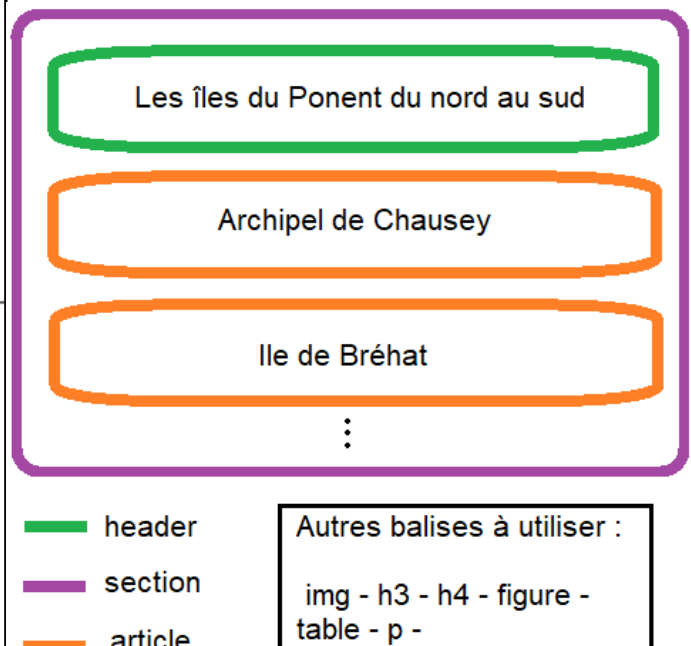 Les îles du Ponent du nord au sud
Archipel de Chausey
Ile de Bréhat
header
section
article
Autres balises à utiliser :
img - h3 - h4 - figure -
table - p -